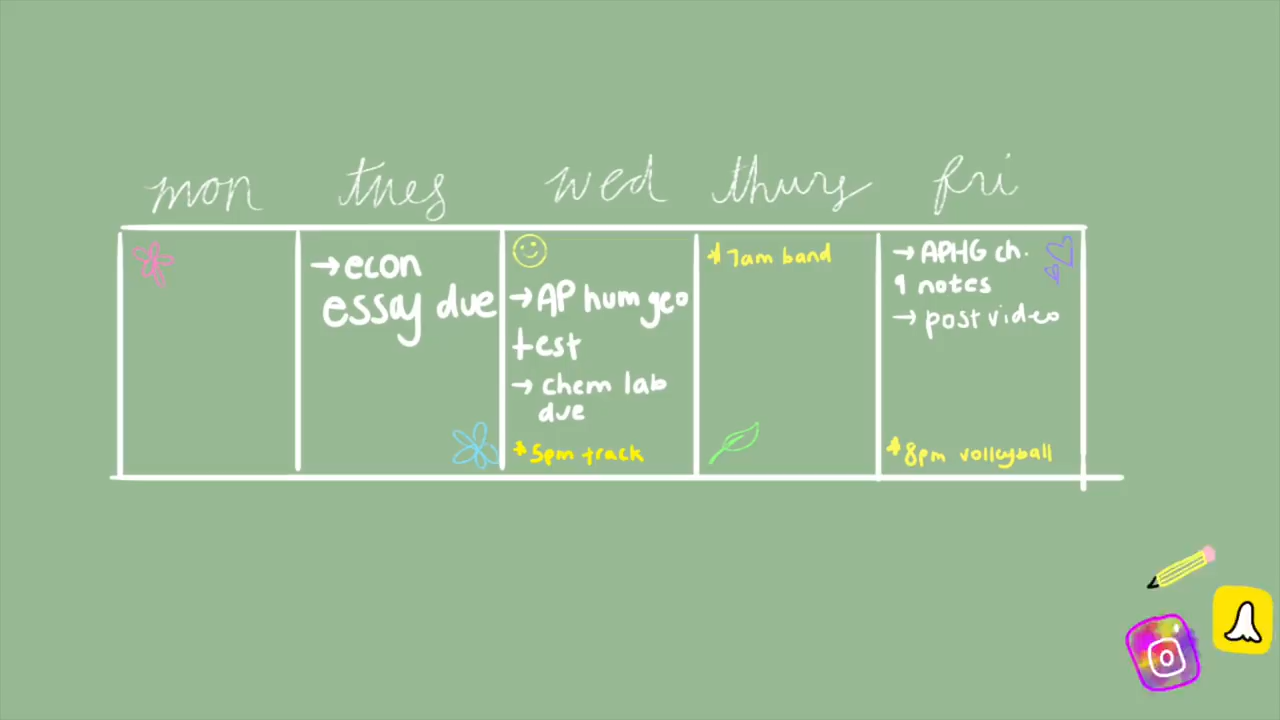 mon tues wed thurs fri
→ econ
essay due
→ AP hum geo
test
→ chem lab
due
* 5pm track
* 7am band
→ APHG ch.
9 notes
→ post video
* 8pm volleyball